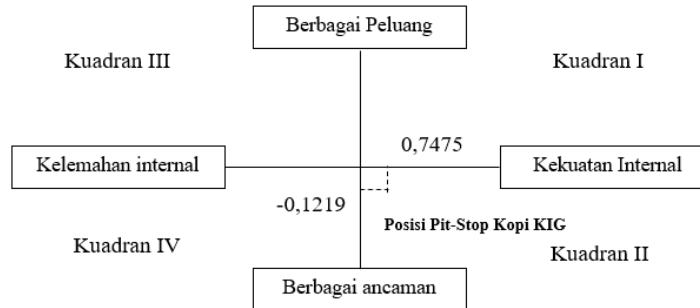 Berbagai Peluang
Kuadran III
Kuadran I
0,7475
Kelemahan internal
Kekuatan Internal
-0,1219
Posisi Pit-Stop Kopi KIG
Kuadran IV
Kuadran II
Berbagai ancaman